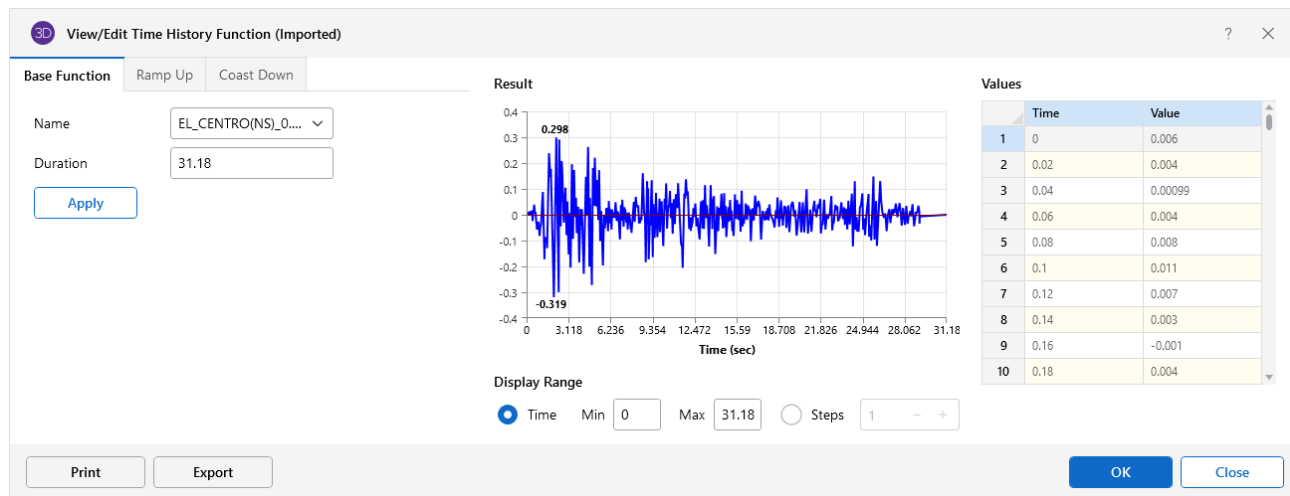 3D View/Edit Time History Function (Imported) ?
Base Function Ramp Up Coast Down
Name EL_CENTRO(NS)_0....
Duration 31.18
Apply
Result
0.4
0.3
0.2
0.1
0
-0.1
-0.2
-0.3
-0.4
0.298
-0.319
0 3.118 6.236 9.354 12.472 15.59 18.708 21.826 24.944 28.062 31.18
Time (sec)
Display Range
Time Min 0 Max 31.18 Steps 1 - +
Values
Time Value
1 0 0.006
2 0.02 0.004
3 0.04 0.00099
4 0.06 0.004
5 0.08 0.008
6 0.1 0.011
7 0.12 0.007
8 0.14 0.003
9 0.16 -0.001
10 0.18 0.004
Print Export OK Close